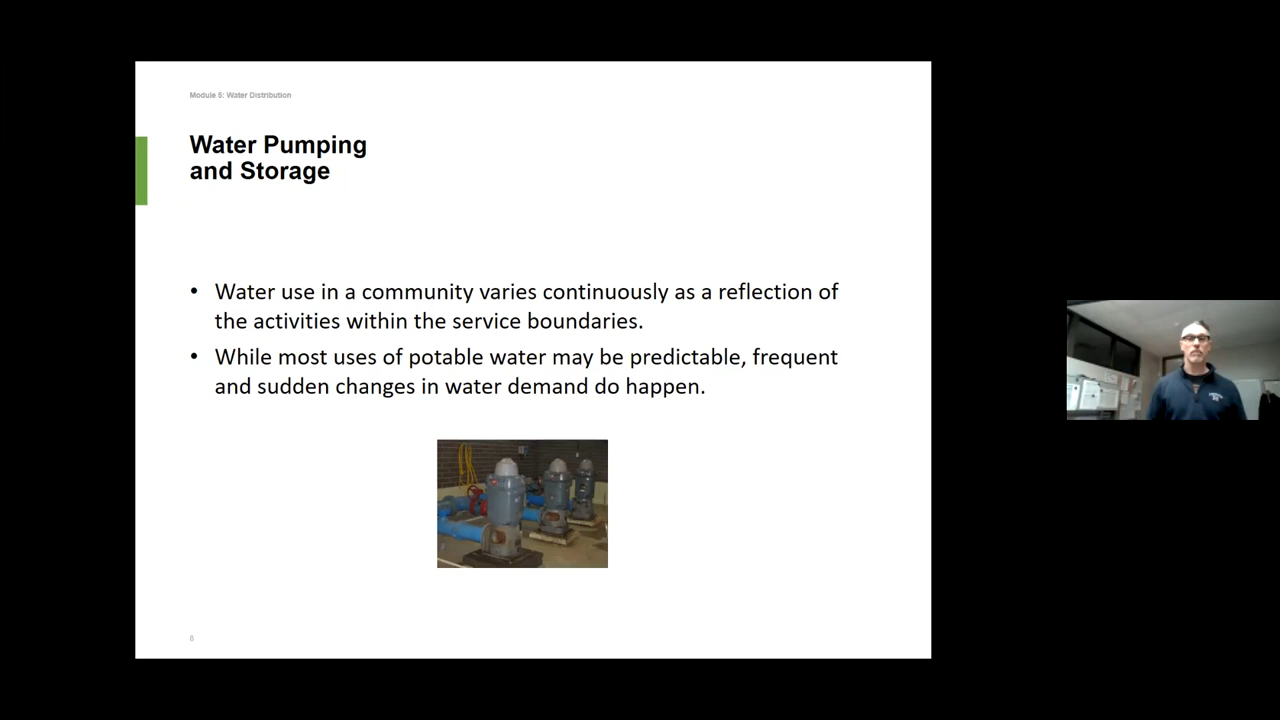 Module 5: Water Distribution
Water Pumping
and Storage
• Water use in a community varies continuously as a reflection of
the activities within the service boundaries.
• While most uses of potable water may be predictable, frequent
and sudden changes in water demand do happen.